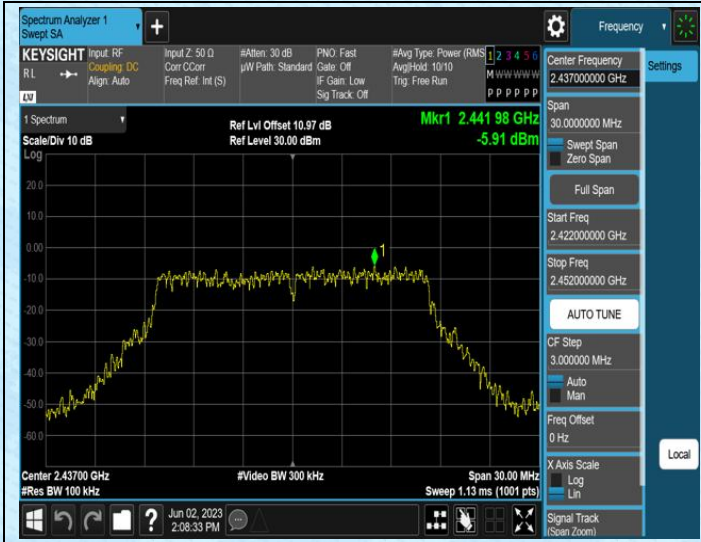 Spectrum Analyzer 1
Swept SA
+
Frequency
KEYSIGHT
R L
LXI
Input: RF
Coupling: DC
Align: Auto
Input Z: 50 Ω
Corr CCorr
Freq Ref: Int (S)
#Atten: 30 dB
µW Path: Standard
PNO: Fast
Gate: Off
IF Gain: Low
Sig Track: Off
#Avg Type: Power (RMS
Avg|Hold: 10/10
Trig: Free Run
1 2 3 4 5 6
M W W W W W
P P P P P P
1 Spectrum
Scale/Div 10 dB
Log
Ref Lvl Offset 10.97 dB
Ref Level 30.00 dBm
Mkr1 2.441 98 GHz
-5.91 dBm
20.0
10.0
0.00
-10.0
-20.0
-30.0
-40.0
-50.0
-60.0
1
Center 2.43700 GHz
#Res BW 100 kHz
#Video BW 300 kHz
Span 30.00 MHz
Sweep 1.13 ms (1001 pts)
?
Jun 02, 2023
2:08:33 PM
Center Frequency
2.437000000 GHz
Span
30.0000000 MHz
Swept Span
Zero Span
Full Span
Start Freq
2.422000000 GHz
Stop Freq
2.452000000 GHz
AUTO TUNE
CF Step
3.000000 MHz
Auto
Man
Freq Offset
0 Hz
X Axis Scale
Log
Lin
Signal Track
(Span Zoom)
Settings
Local